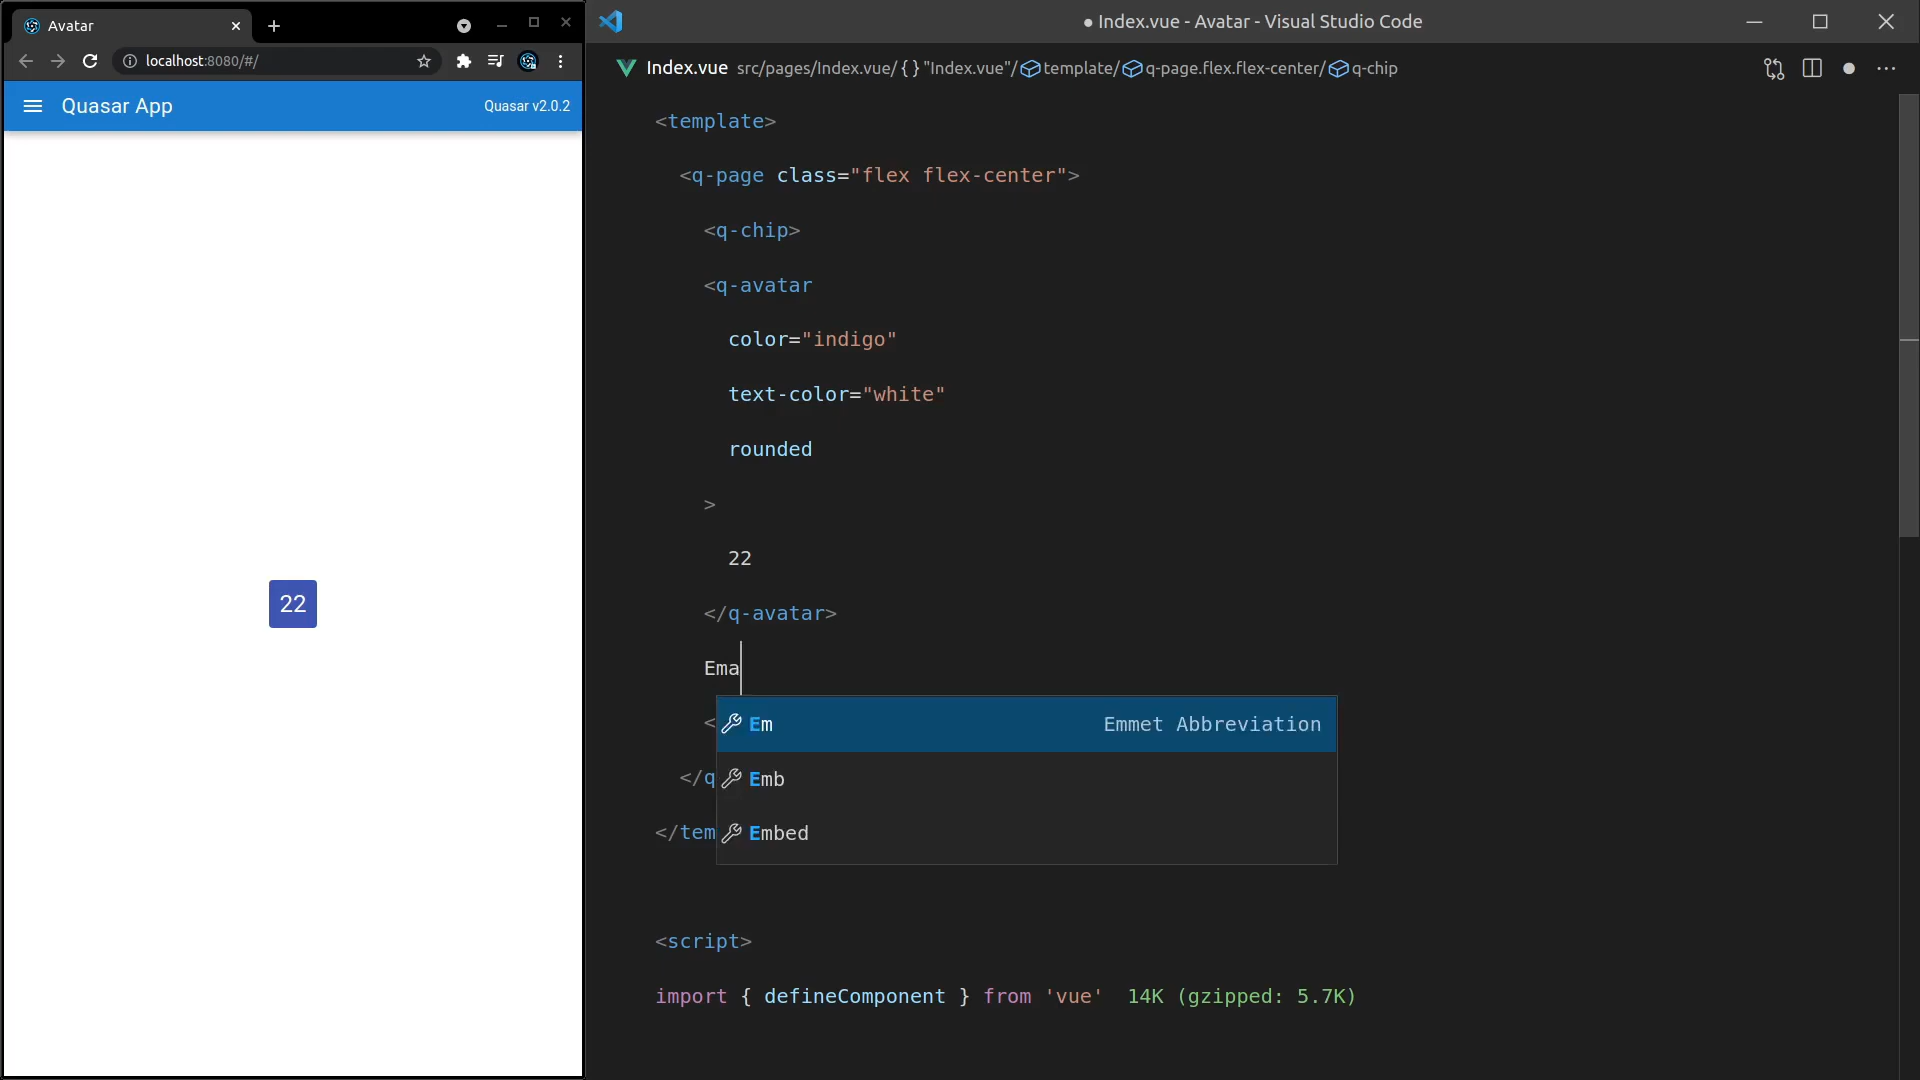 Avatar
localhost:8080/#/
Quasar App
Quasar v2.0.2
22
● Index.vue - Avatar - Visual Studio Code
Index.vue src/pages/Index.vue/{}"Index.vue"/template/q-page.flex.flex-center/q-chip
<template>
<q-page class="flex flex-center">
<q-chip>
<q-avatar
color="indigo"
text-color="white"
rounded
>
22
</q-avatar>
Ema
<
Em Emmet Abbreviation
Emb
</q
Embed
</tem
<script>
import { defineComponent } from 'vue' 14K (gzipped: 5.7K)